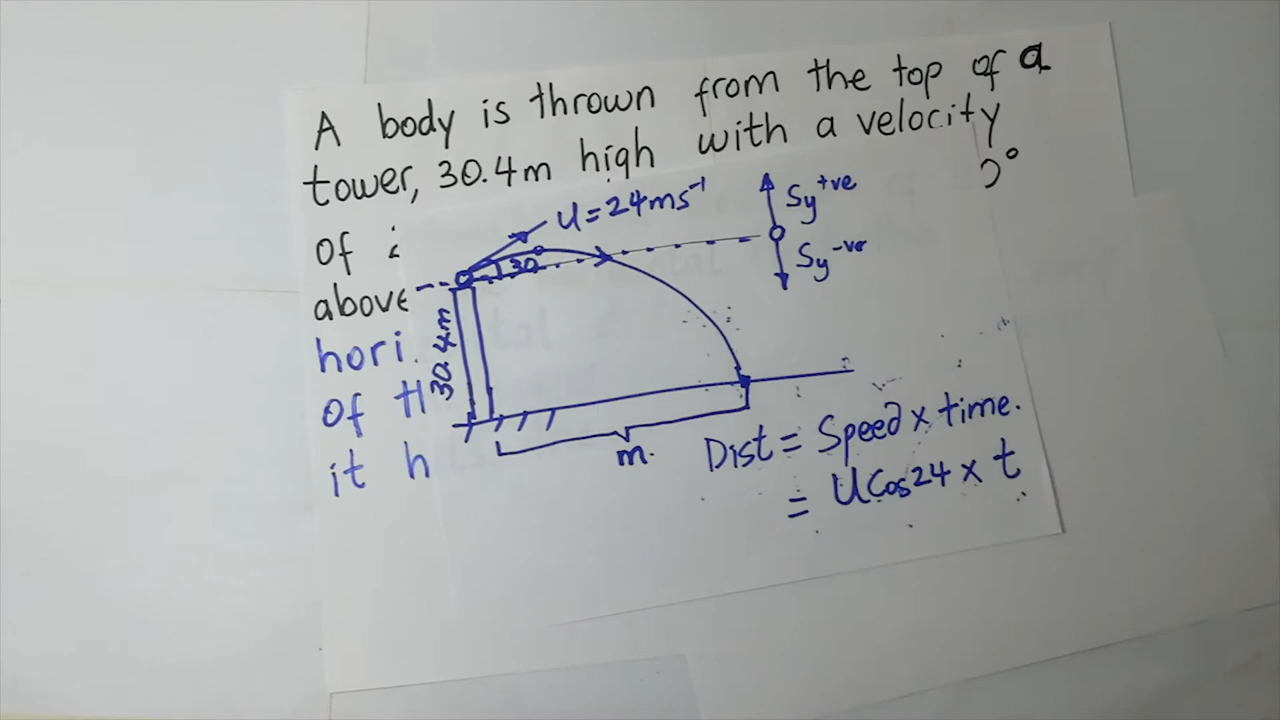 A body is thrown from the top of a
tower, 30.4m high with a velocity
of
above
hori
of
it h
U=24ms⁻¹
30
30.4m
Sy⁺ᵛᵉ
Sy⁻ᵛᵉ
m.
Dist = Speed × time.
= UCos24 × t